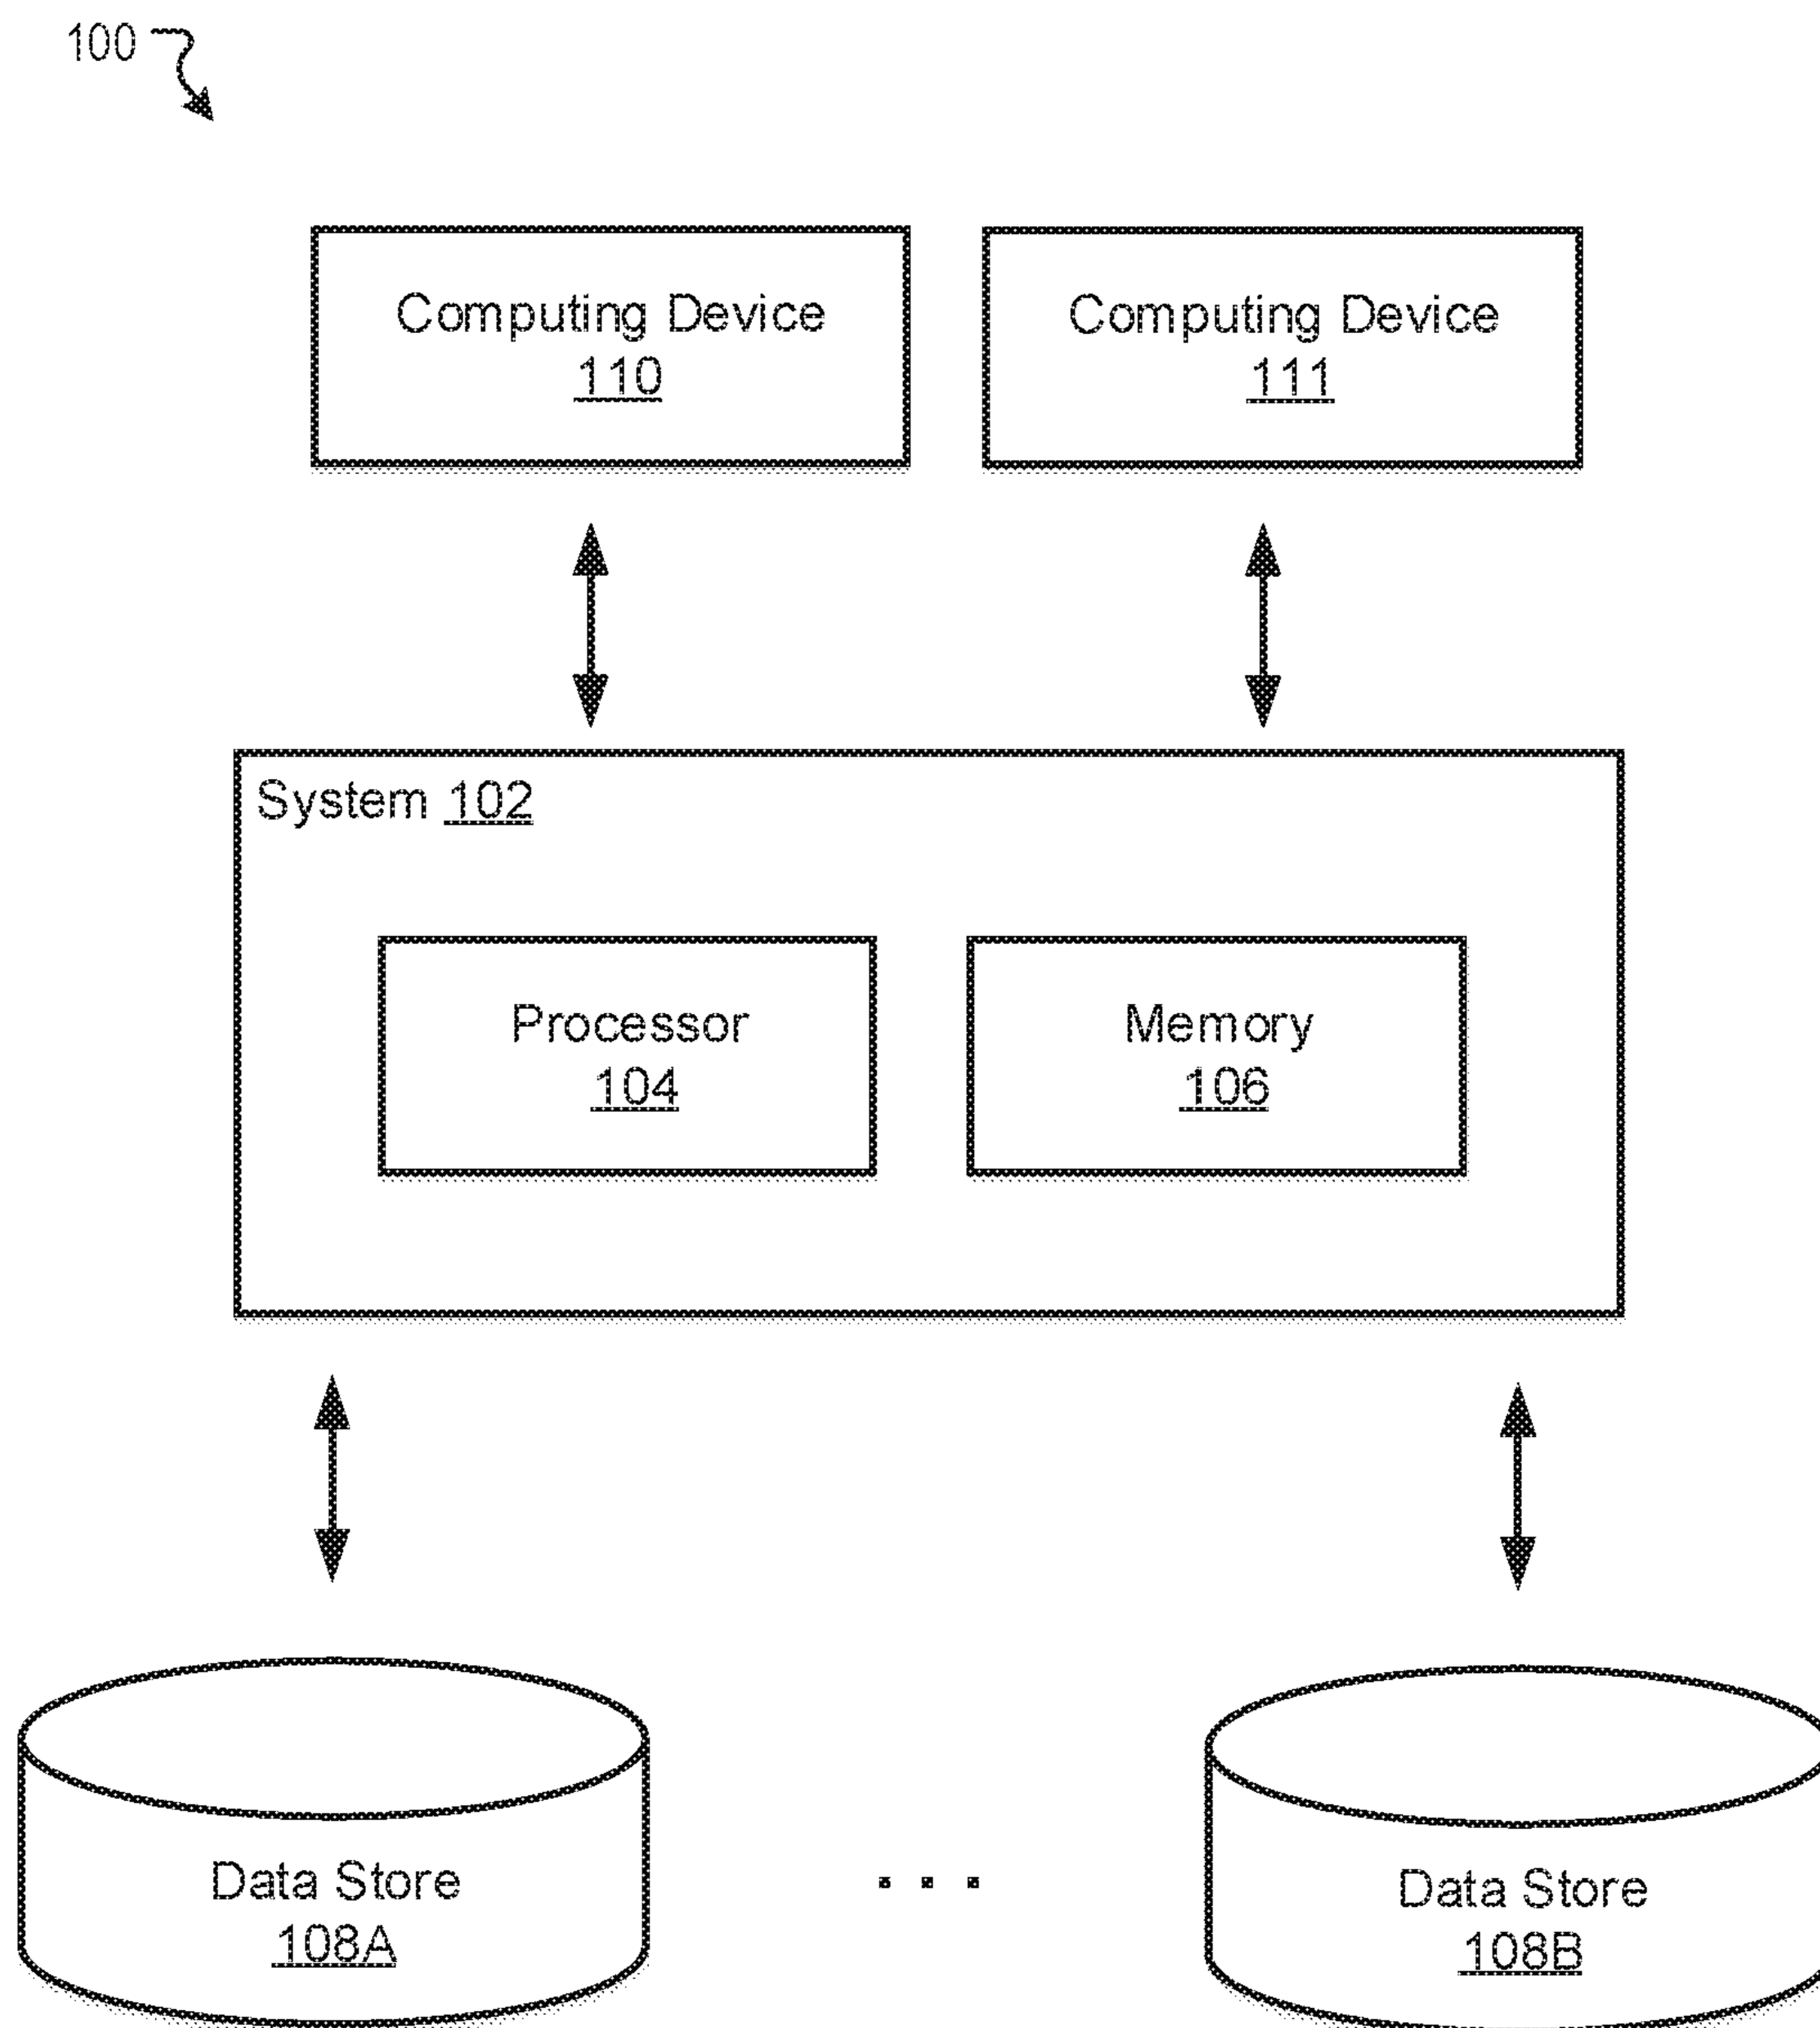 100
Computing Device
110
Computing Device
111
System 102
Processor
104
Memory
106
Data Store
108A
...
Data Store
108B